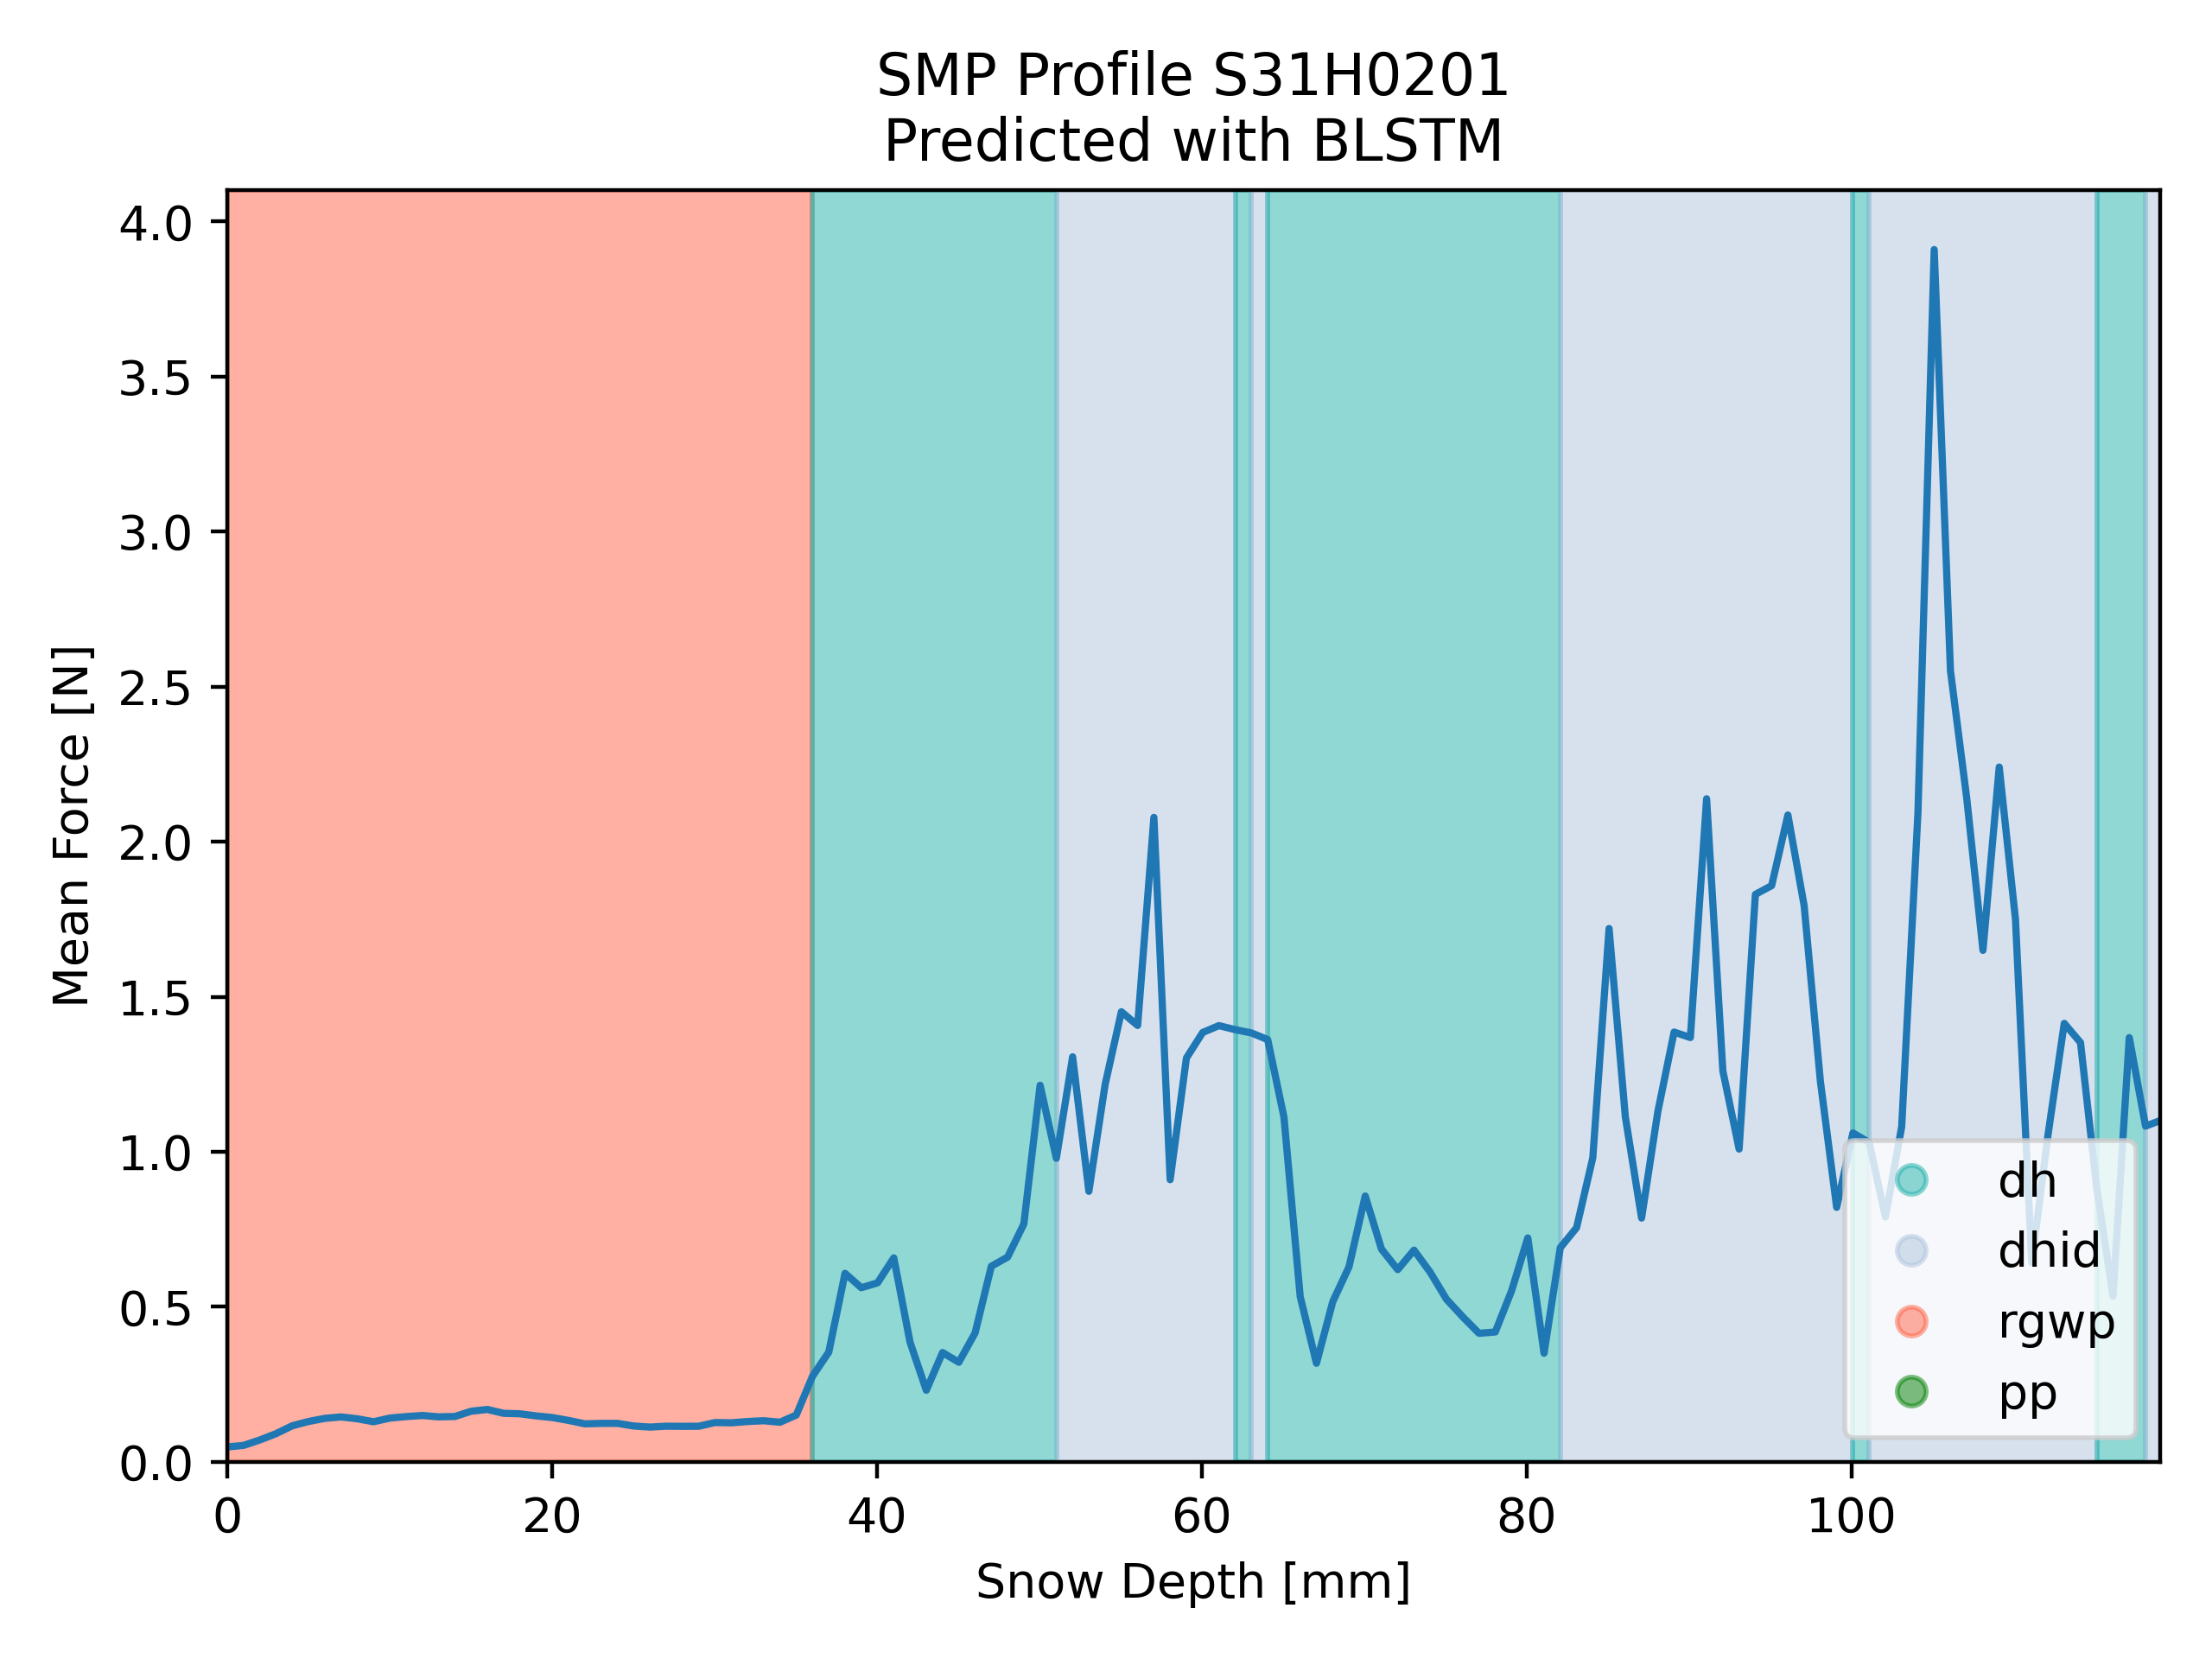 SMP Profile S31H0201
Predicted with BLSTM
Mean Force [N]
4.0
3.5
3.0
2.5
2.0
1.5
1.0
0.5
0.0
dh
dhid
rgwp
pp
0 20 40 60 80 100
Snow Depth [mm]